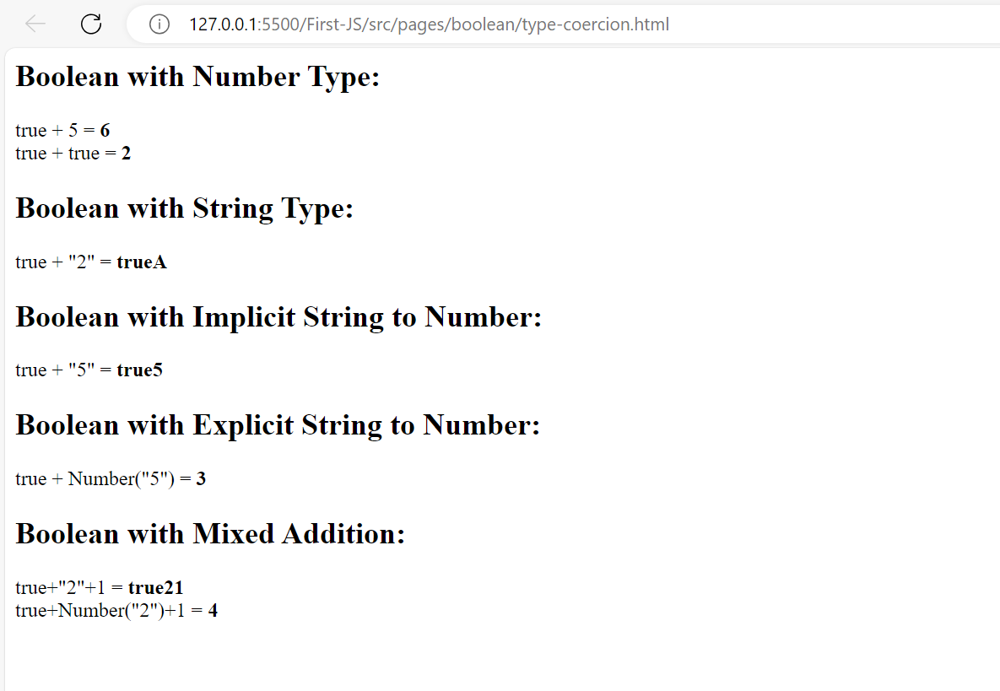 127.0.0.1:5500/First-JS/src/pages/boolean/type-coercion.html
Boolean with Number Type:
true + 5 = 6
true + true = 2
Boolean with String Type:
true + "2" = trueA
Boolean with Implicit String to Number:
true + "5" = true5
Boolean with Explicit String to Number:
true + Number("5") = 3
Boolean with Mixed Addition:
true+"2"+1 = true21
true+Number("2")+1 = 4